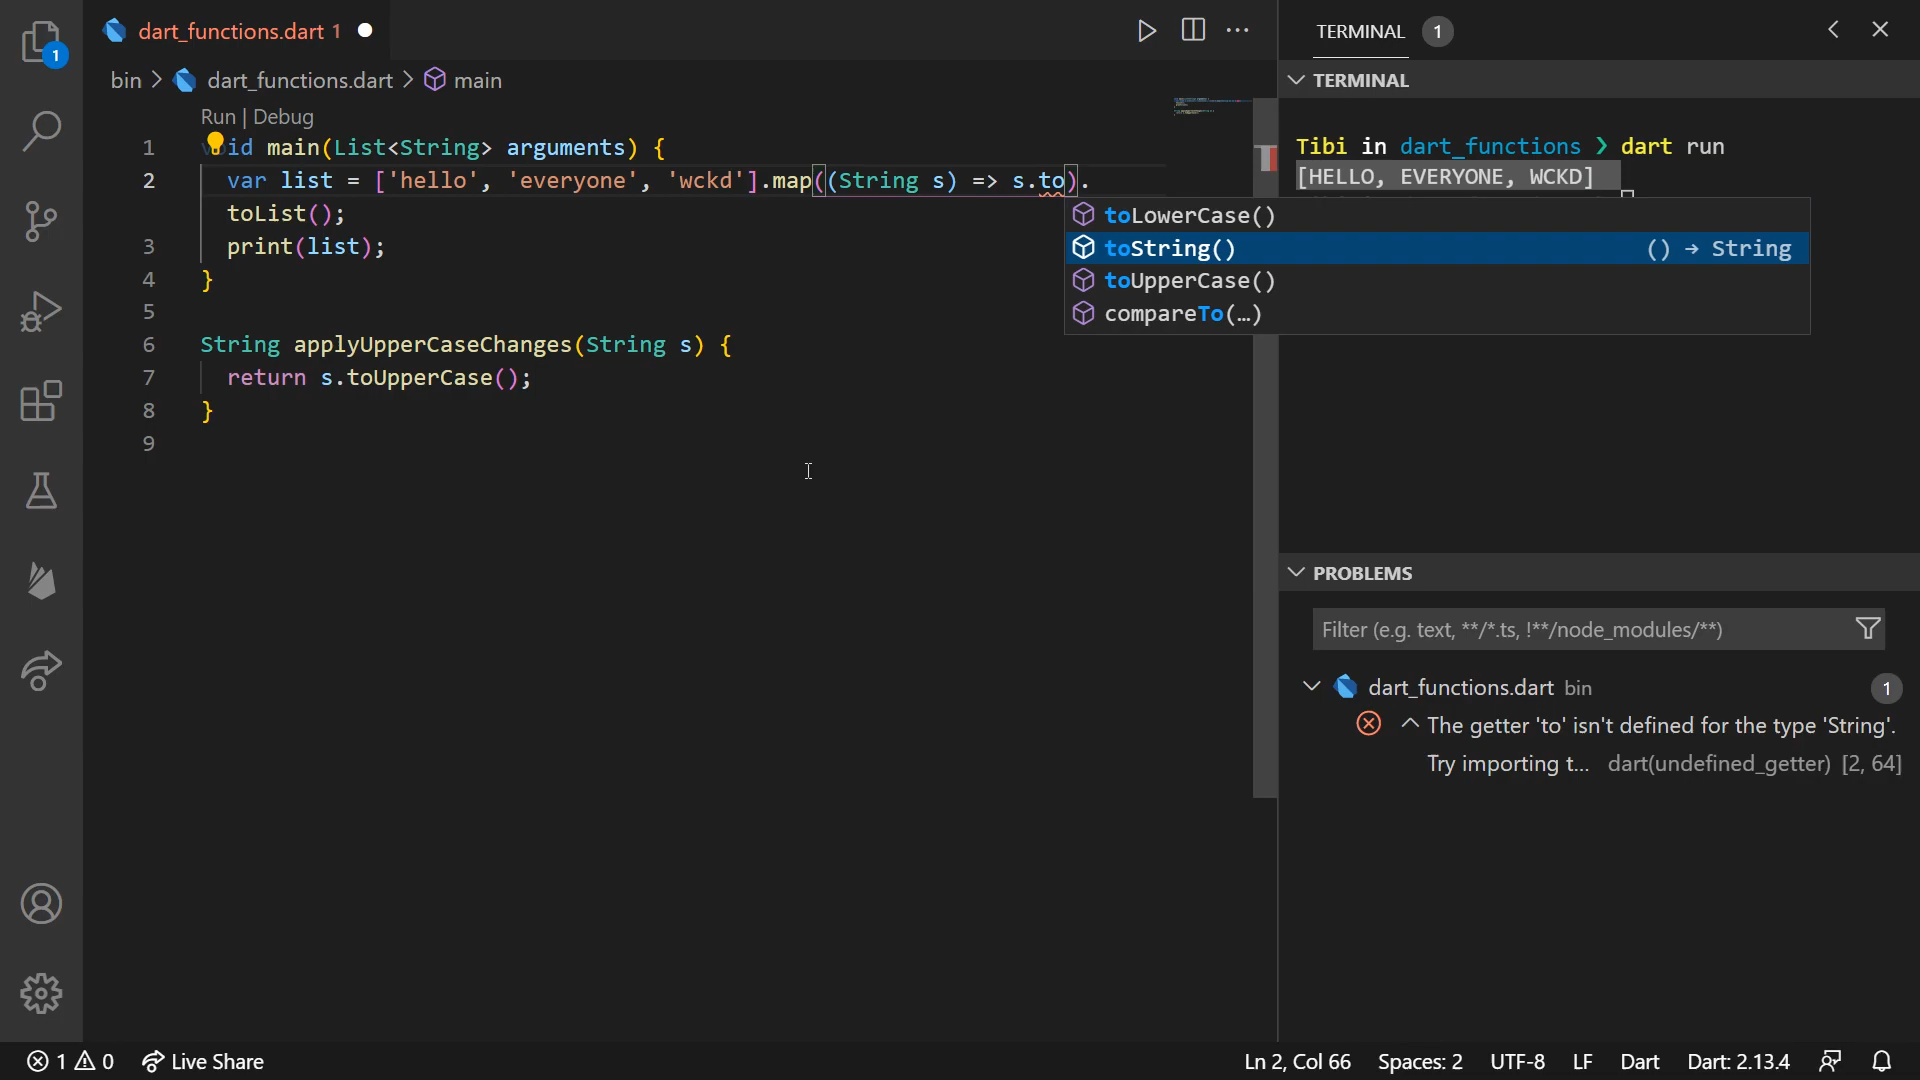 dart_functions.dart 1
bin > dart_functions.dart > main
Run | Debug
1 void main(List<String> arguments) {
2 var list = ['hello', 'everyone', 'wckd'].map((String s) => s.to).
toList();
3 print(list);
4 }
5
6 String applyUpperCaseChanges(String s) {
7 return s.toUpperCase();
8 }
9
toLowerCase()
toString() () → String
toUpperCase()
compareTo(…)
TERMINAL 1
TERMINAL
Tibi in dart_functions ❯ dart run
[HELLO, EVERYONE, WCKD]
PROBLEMS
Filter (e.g. text, **/*.ts, !**/node_modules/**)
dart_functions.dart bin 1
The getter 'to' isn't defined for the type 'String'.
Try importing t... dart(undefined_getter) [2, 64]
1
1 0 Live Share
Ln 2, Col 66 Spaces: 2 UTF-8 LF Dart Dart: 2.13.4